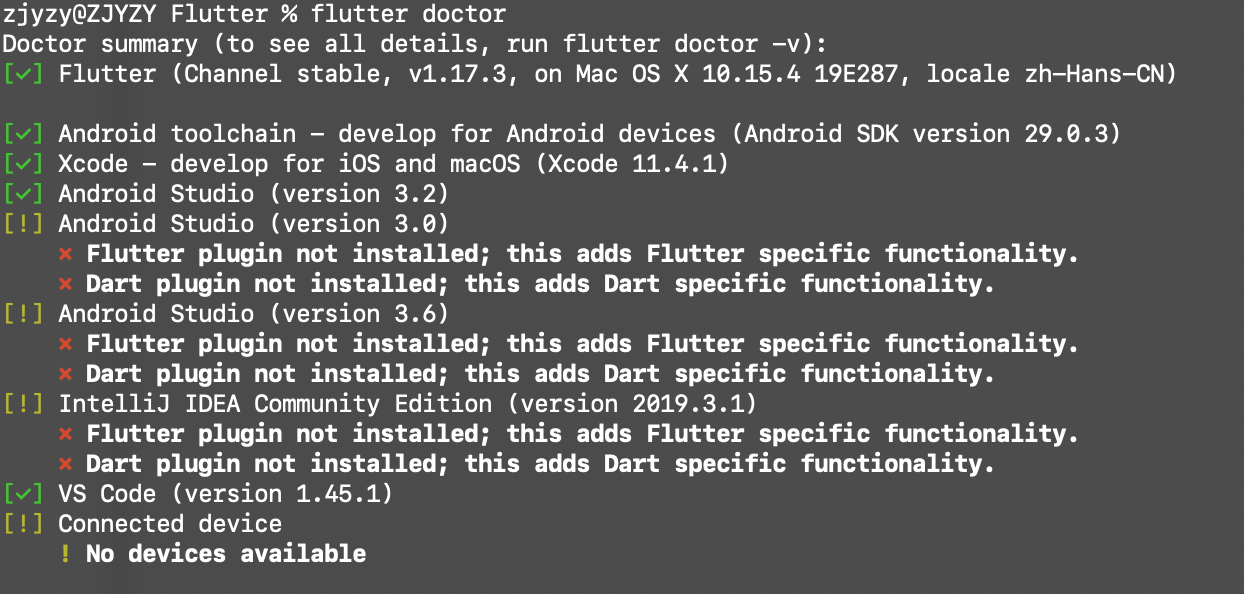 zjyzy@ZJYZY Flutter % flutter doctor
Doctor summary (to see all details, run flutter doctor -v):
[✓] Flutter (Channel stable, v1.17.3, on Mac OS X 10.15.4 19E287, locale zh-Hans-CN)
[✓] Android toolchain - develop for Android devices (Android SDK version 29.0.3)
[✓] Xcode - develop for iOS and macOS (Xcode 11.4.1)
[✓] Android Studio (version 3.2)
[!] Android Studio (version 3.0)
✗ Flutter plugin not installed; this adds Flutter specific functionality.
✗ Dart plugin not installed; this adds Dart specific functionality.
[!] Android Studio (version 3.6)
✗ Flutter plugin not installed; this adds Flutter specific functionality.
✗ Dart plugin not installed; this adds Dart specific functionality.
[!] IntelliJ IDEA Community Edition (version 2019.3.1)
✗ Flutter plugin not installed; this adds Flutter specific functionality.
✗ Dart plugin not installed; this adds Dart specific functionality.
[✓] VS Code (version 1.45.1)
[!] Connected device
! No devices available